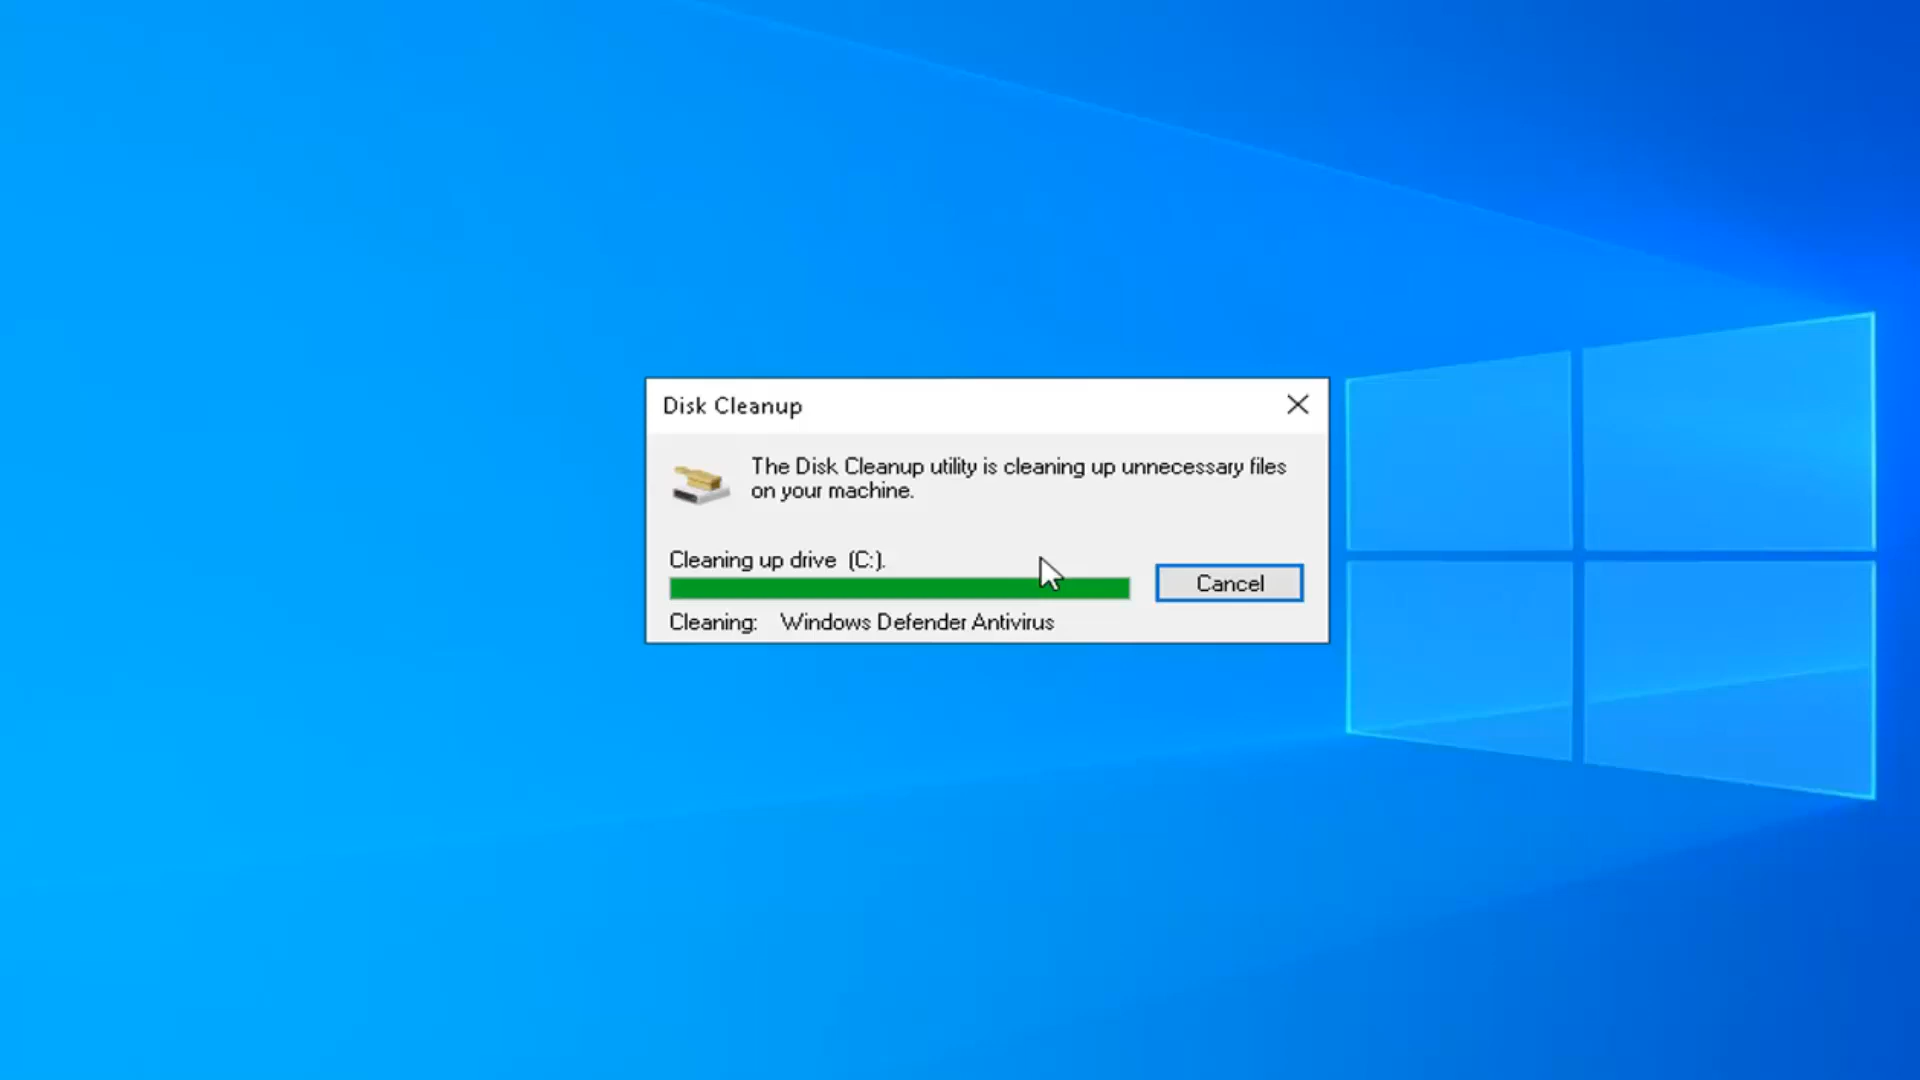 Disk Cleanup
The Disk Cleanup utility is cleaning up unnecessary files
on your machine.
Cleaning up drive (C:).
Cancel
Cleaning: Windows Defender Antivirus